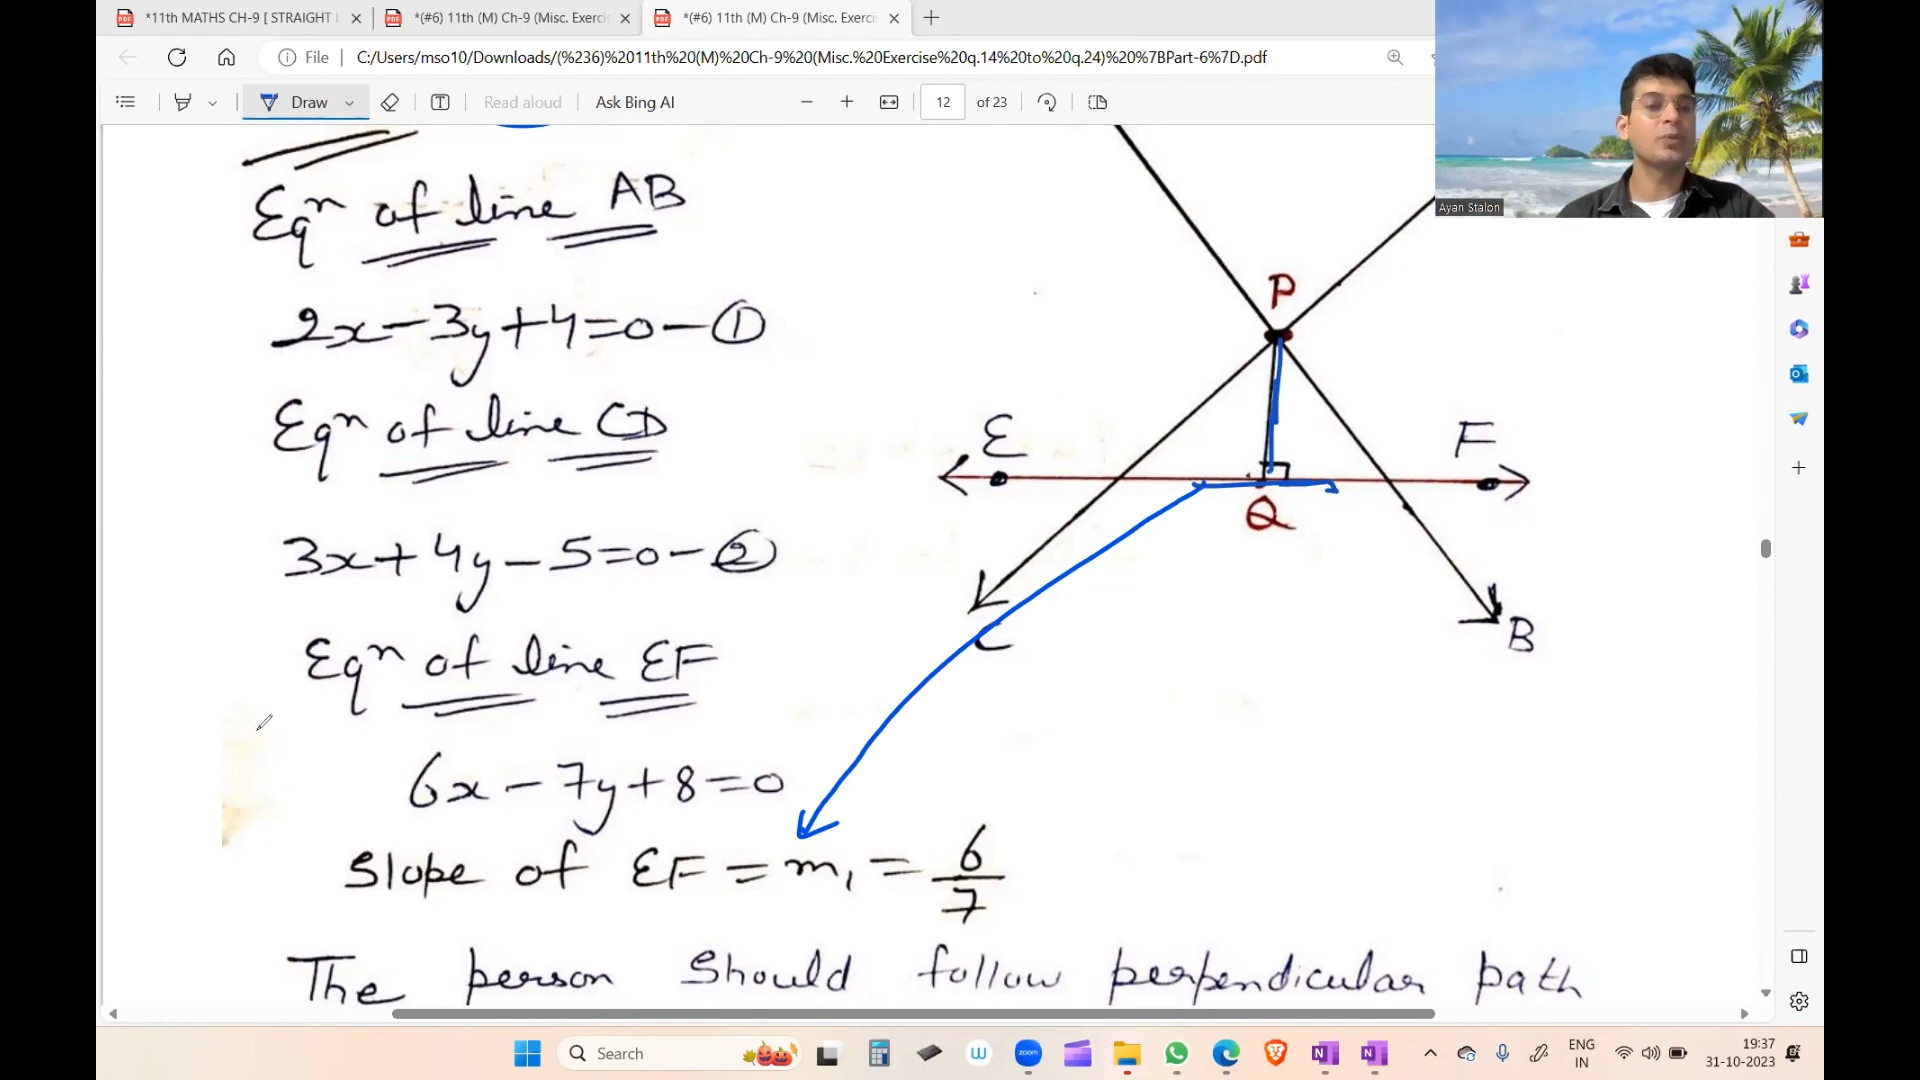 *11th MATHS CH-9 [ STRAIGHT
*(#6) 11th (M) Ch-9 (Misc. Exerci
*(#6) 11th (M) Ch-9 (Misc. Exerci
File
C:/Users/mso10/Downloads/(%236)%2011th%20(M)%20Ch-9%20(Misc.%20Exercise%20q.14%20to%20q.24)%20%7BPart-6%7D.pdf
Draw
Read aloud
Ask Bing AI
12 of 23
Ayan Stalon
Eqn of line AB
2x-3y+4=0-①
Eqn of line CD
3x+4y-5=0-②
Eqn of line EF
6x-7y+8=0
Slope of EF = m₁ = 6/7
The person should follow perpendicular path
P
E
F
Q
C
B
Search
zoom
ENG
IN
19:37
31-10-2023